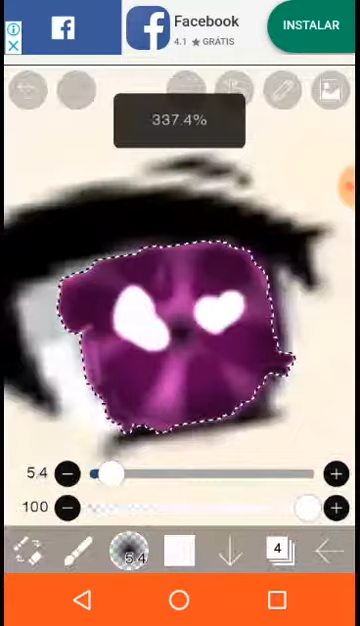 Facebook
4.1 ★ GRÁTIS
INSTALAR
337.4%
5.4
100
5.4
4